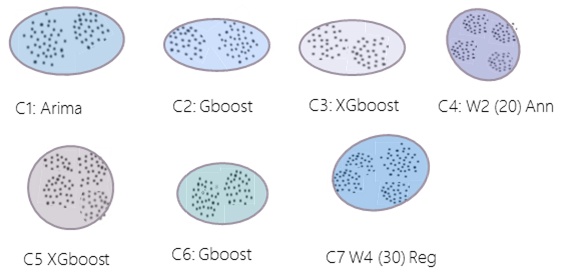 C1: Arima
C2: Gboost
C3: XGboost
C4: W2 (20) Ann
C5 XGboost
C6: Gboost
C7 W4 (30) Reg